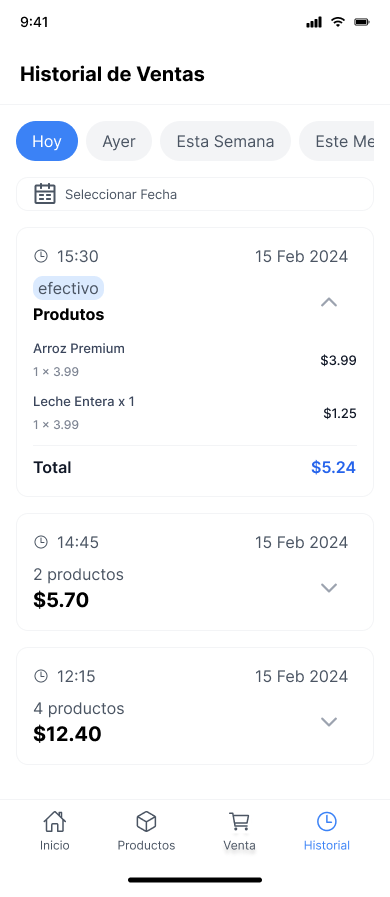 9:41
Historial de Ventas
Hoy Ayer Esta Semana Este Me
Seleccionar Fecha
15:30 15 Feb 2024
efectivo
Produtos
Arroz Premium
$3.99
1 × 3.99
Leche Entera x 1
$1.25
1 × 3.99
Total $5.24
14:45 15 Feb 2024
2 productos
$5.70
12:15 15 Feb 2024
4 productos
$12.40
Inicio Productos Venta Historial